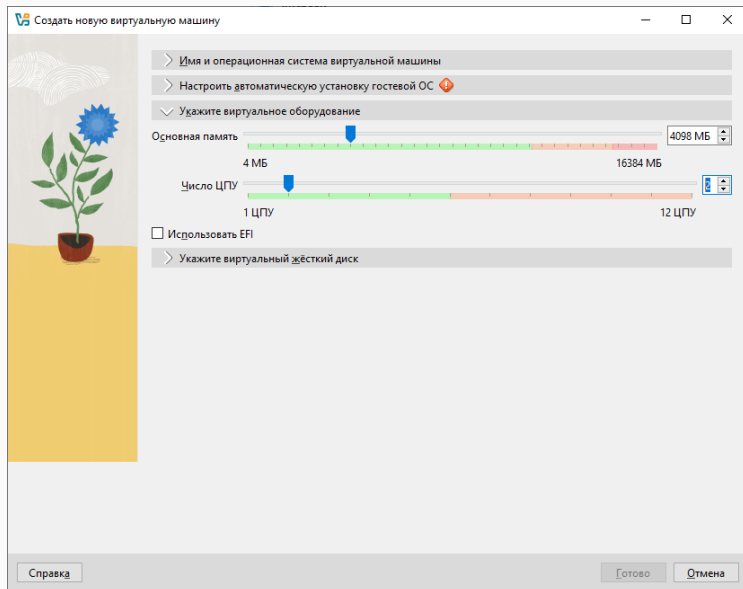 Создать новую виртуальную машину
Имя и операционная система виртуальной машины
Настроить автоматическую установку гостевой ОС
Укажите виртуальное оборудование
Основная память
4098 МБ
4 МБ
16384 МБ
Число ЦПУ
2
1 ЦПУ
12 ЦПУ
Использовать EFI
Укажите виртуальный жёсткий диск
Справка
Готово
Отмена